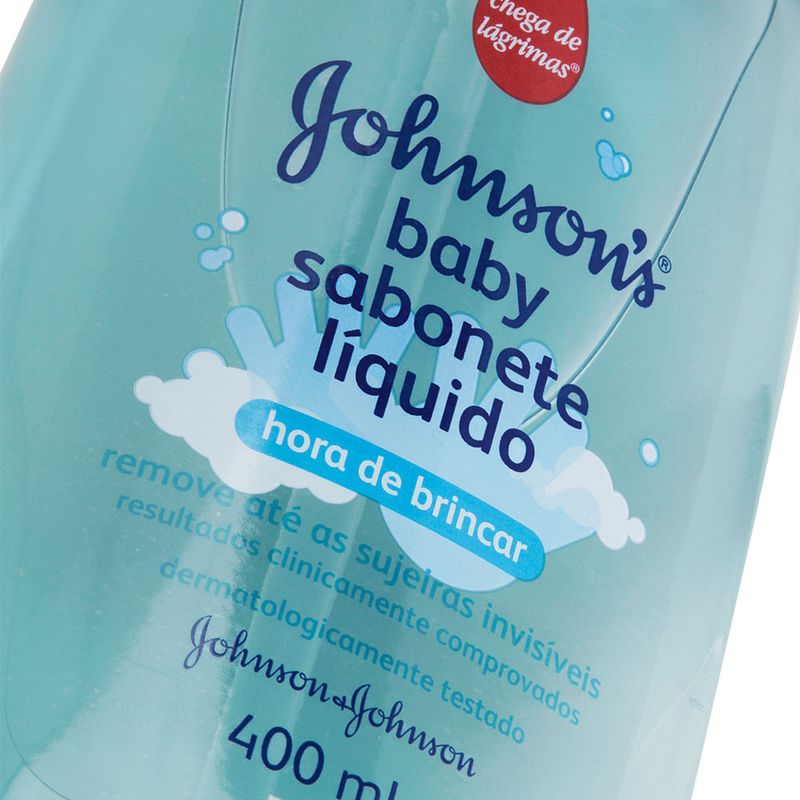 chega de
lágrimas®
Johnson's®
baby
sabonete
líquido
hora de brincar
remove até as sujeiras invisíveis
resultados clinicamente comprovados
dermatologicamente testado
Johnson & Johnson
400 ml